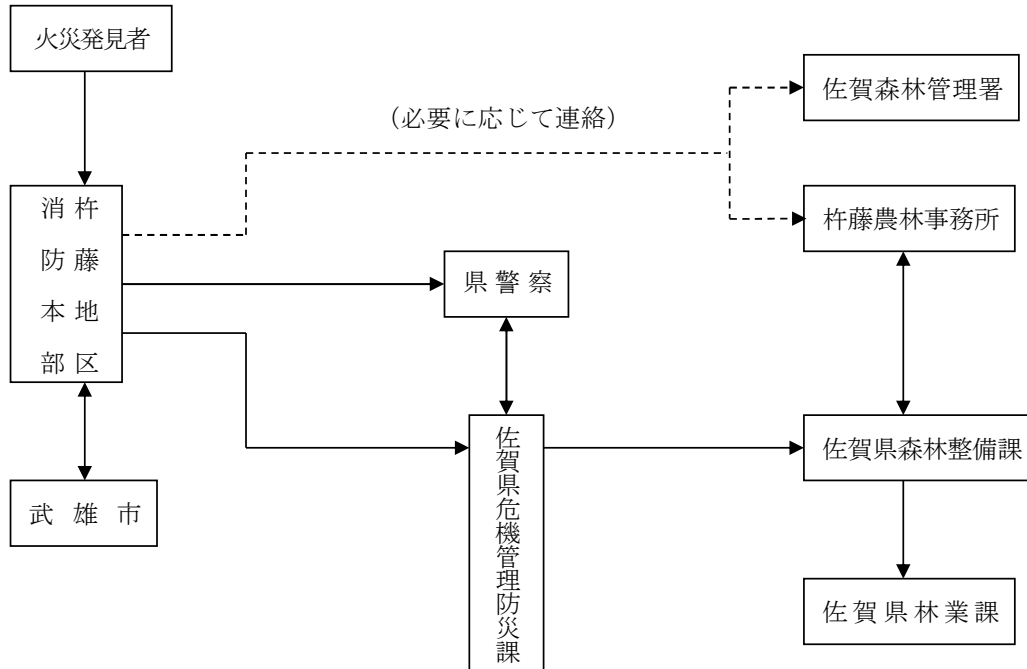 火災発見者
佐賀森林管理署
（必要に応じて連絡）
杵藤地区
消防本部
杵藤農林事務所
県警察
佐賀県危機管理防災課
佐賀県森林整備課
武雄市
佐賀県林業課